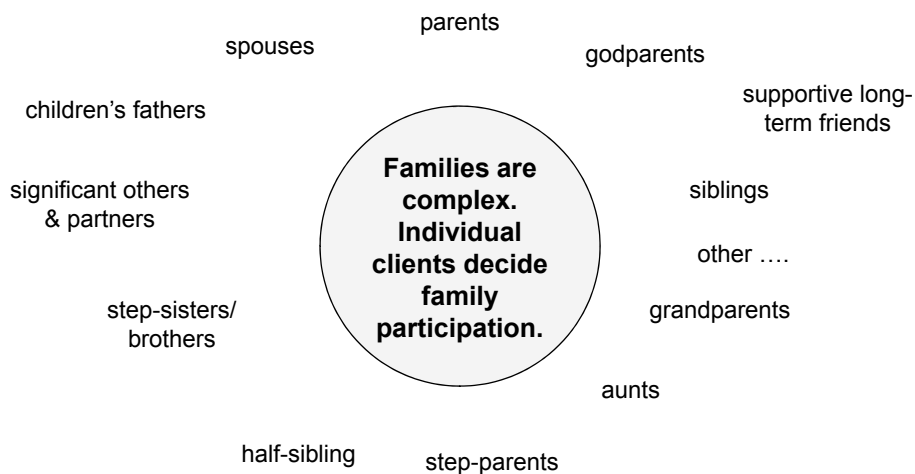 parents
spouses
godparents
children’s fathers
supportive long-
term friends
significant others
& partners
Families are
complex.
Individual
clients decide
family
participation.
siblings
other ….
step-sisters/
brothers
grandparents
aunts
half-sibling
step-parents